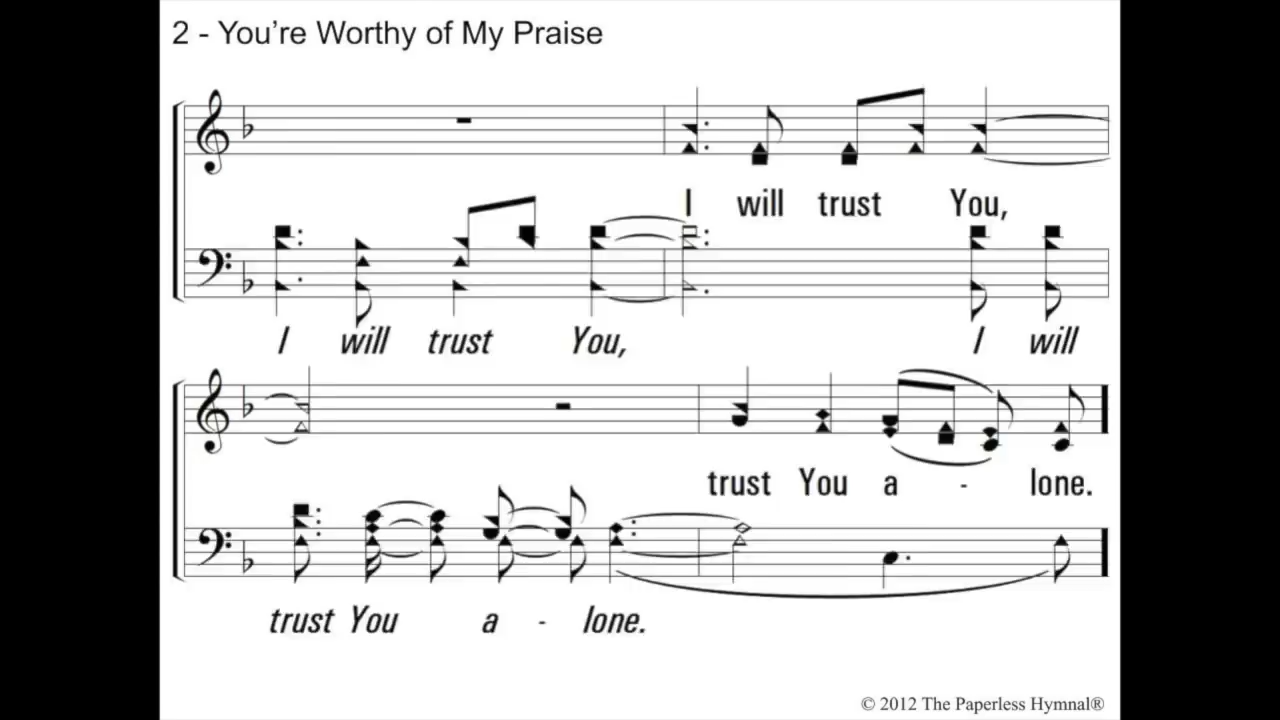 2 - You're Worthy of My Praise
I will trust You,
I will trust You, I will
trust You a - lone.
trust You a - lone.
© 2012 The Paperless Hymnal®